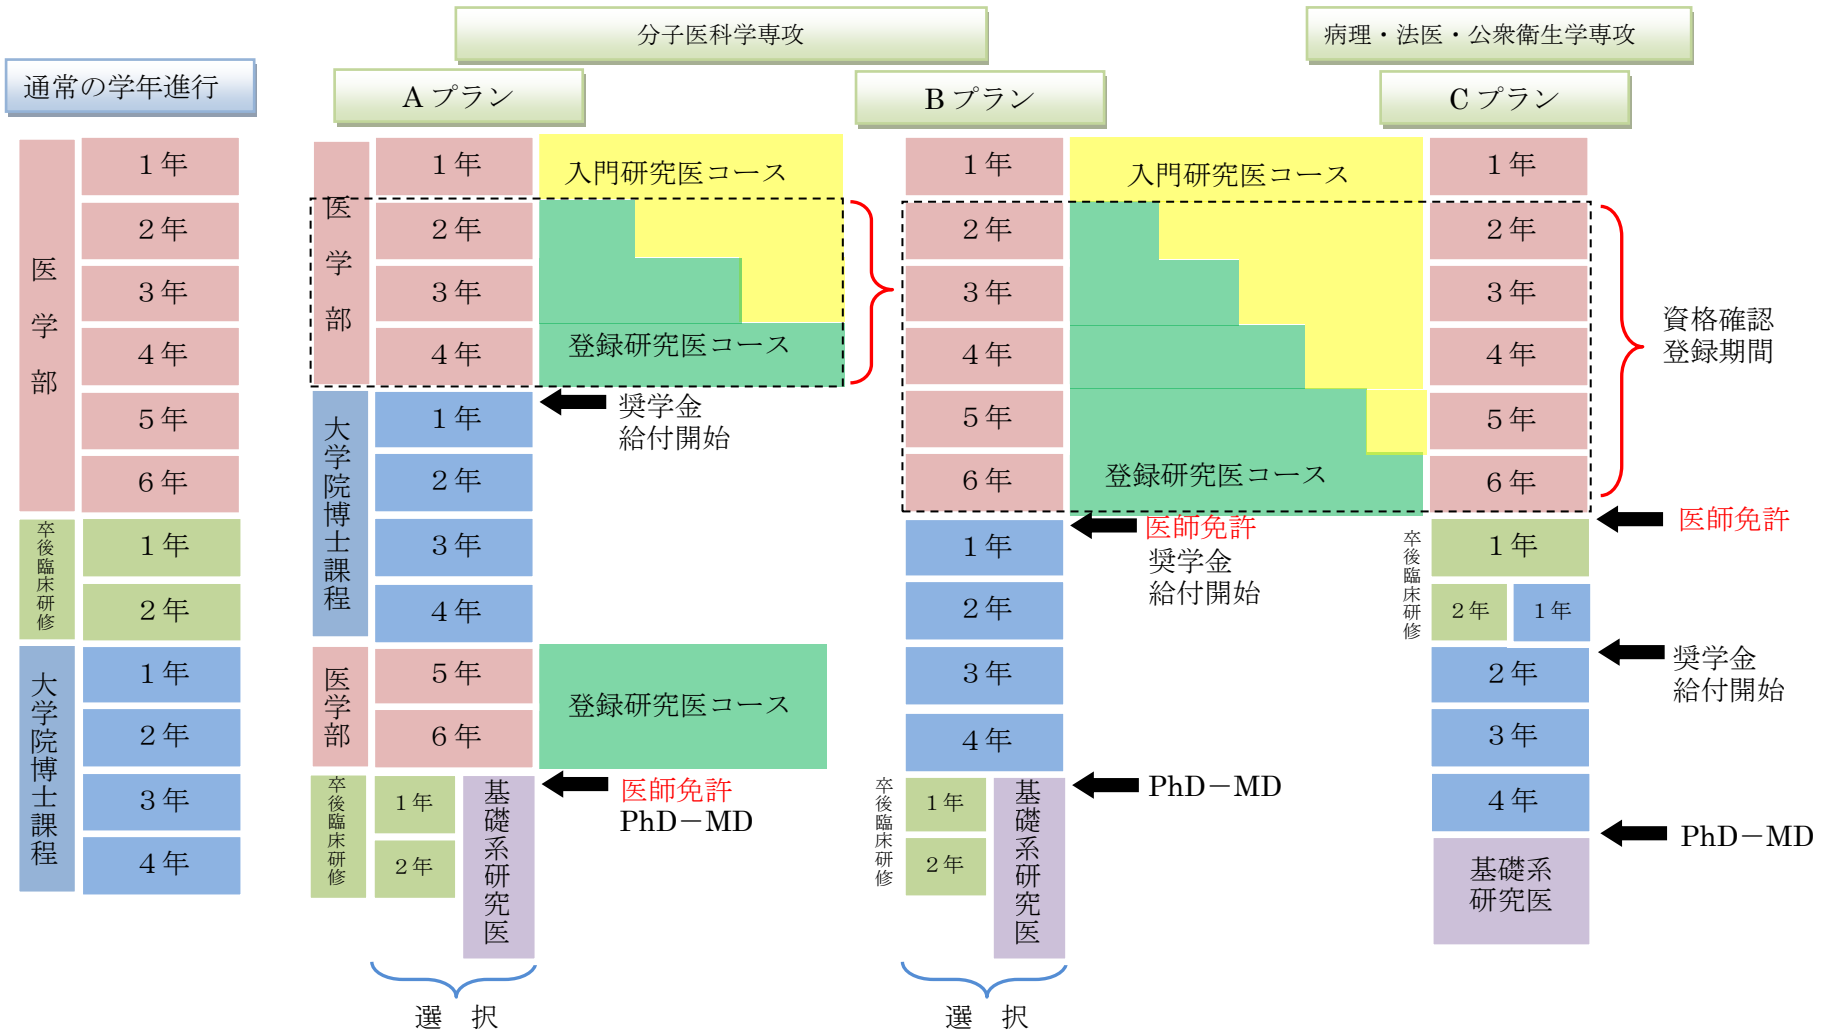 分子医科学専攻
病理・法医・公衆衛生学専攻
通常の学年進行
Aプラン
Bプラン
Cプラン
医学部
1年
2年
3年
4年
5年
6年
卒後臨床研修
1年
2年
大学院博士課程
1年
2年
3年
4年
医学部
1年
2年
3年
4年
入門研究医コース
登録研究医コース
大学院博士課程
1年
2年
3年
4年
奨学金
給付開始
医学部
5年
6年
登録研究医コース
卒後臨床研修
1年
2年
基礎系研究医
医師免許
PhD－MD
選　択
1年
2年
3年
4年
5年
6年
入門研究医コース
登録研究医コース
1年
2年
3年
4年
医師免許
奨学金
給付開始
卒後臨床研修
1年
2年
基礎系研究医
PhD－MD
選　択
1年
2年
3年
4年
5年
6年
資格確認
登録期間
医師免許
卒後臨床研修
1年
2年
1年
2年
3年
4年
奨学金
給付開始
PhD－MD
基礎系
研究医